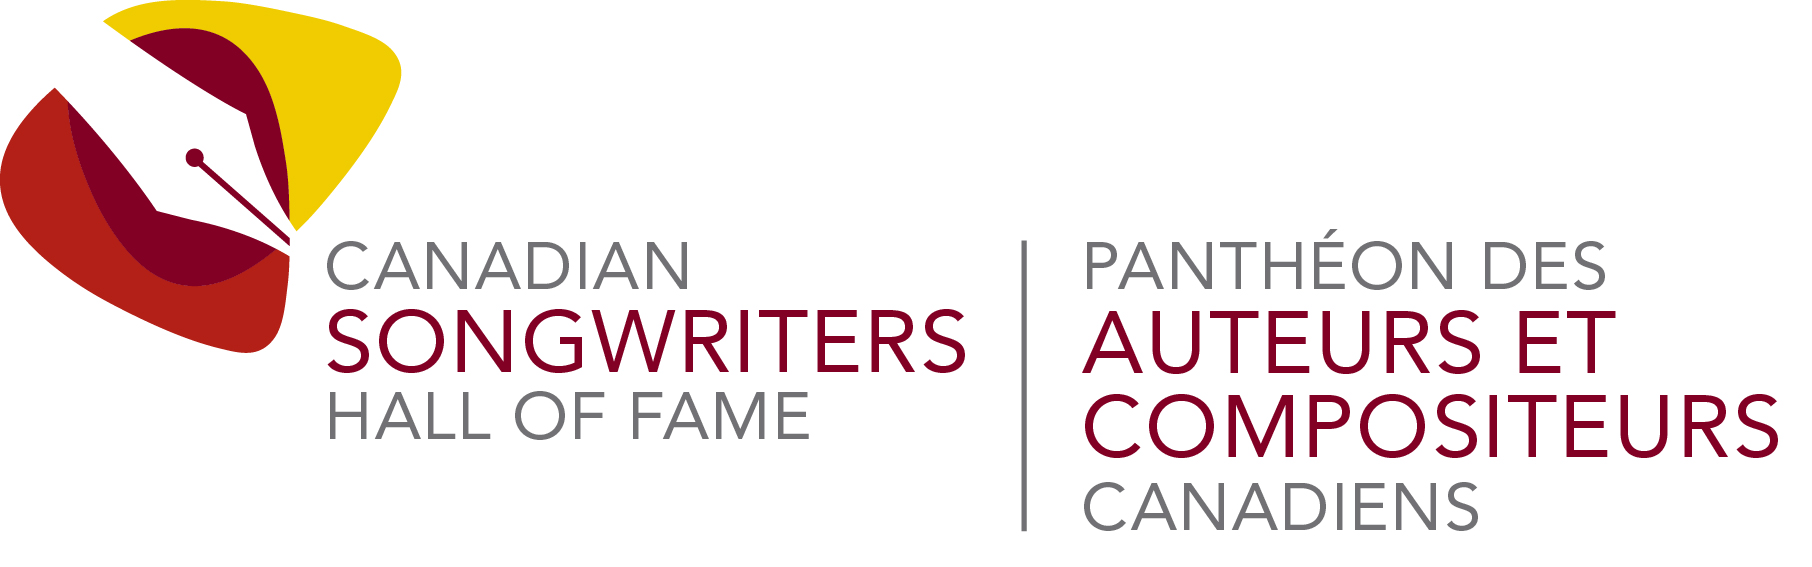 CANADIAN
SONGWRITERS
HALL OF FAME
PANTHÉON DES
AUTEURS ET
COMPOSITEURS
CANADIENS